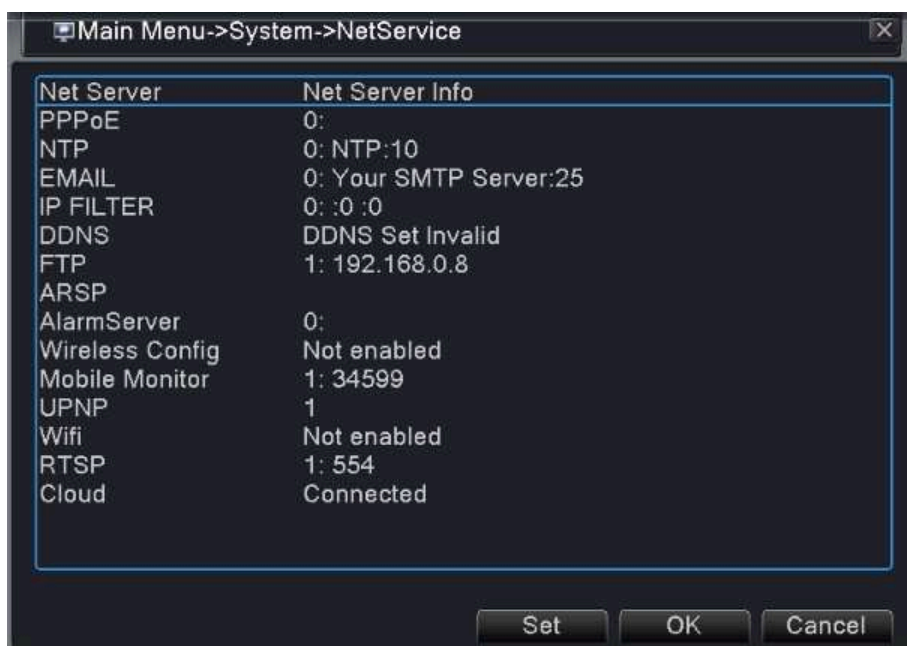 Main Menu->System->NetService
Net Server Net Server Info
PPPoE 0:
NTP 0: NTP:10
EMAIL 0: Your SMTP Server:25
IP FILTER 0: :0 :0
DDNS DDNS Set Invalid
FTP 1: 192.168.0.8
ARSP
AlarmServer 0:
Wireless Config Not enabled
Mobile Monitor 1: 34599
UPNP 1
Wifi Not enabled
RTSP 1: 554
Cloud Connected
Set OK Cancel